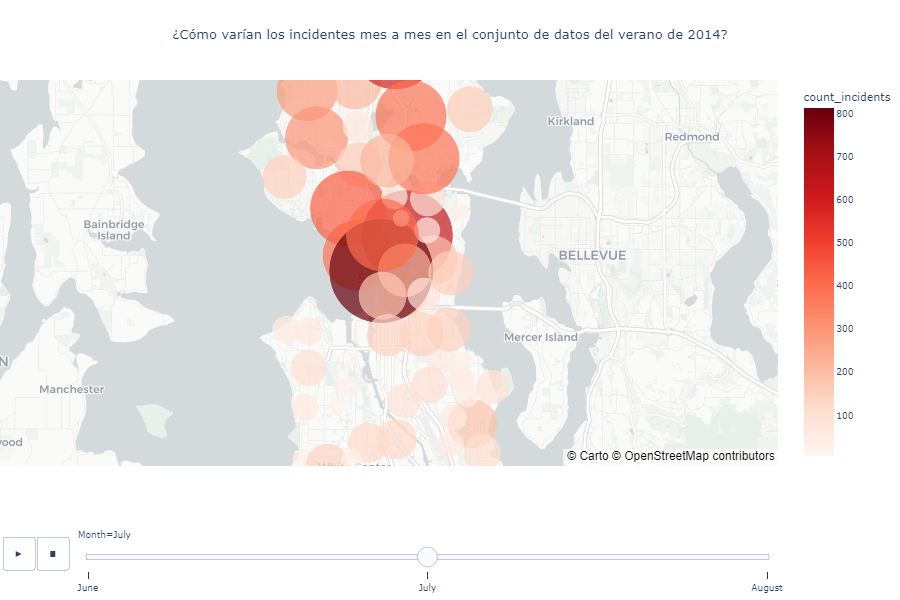 ¿Cómo varían los incidentes mes a mes en el conjunto de datos del verano de 2014?
count_incidents
800
700
600
500
400
300
200
100
Kirkland
Redmond
Bainbridge
Island
BELLEVUE
Mercer Island
N
Manchester
ood
© Carto © OpenStreetMap contributors
Month=July
June
July
August